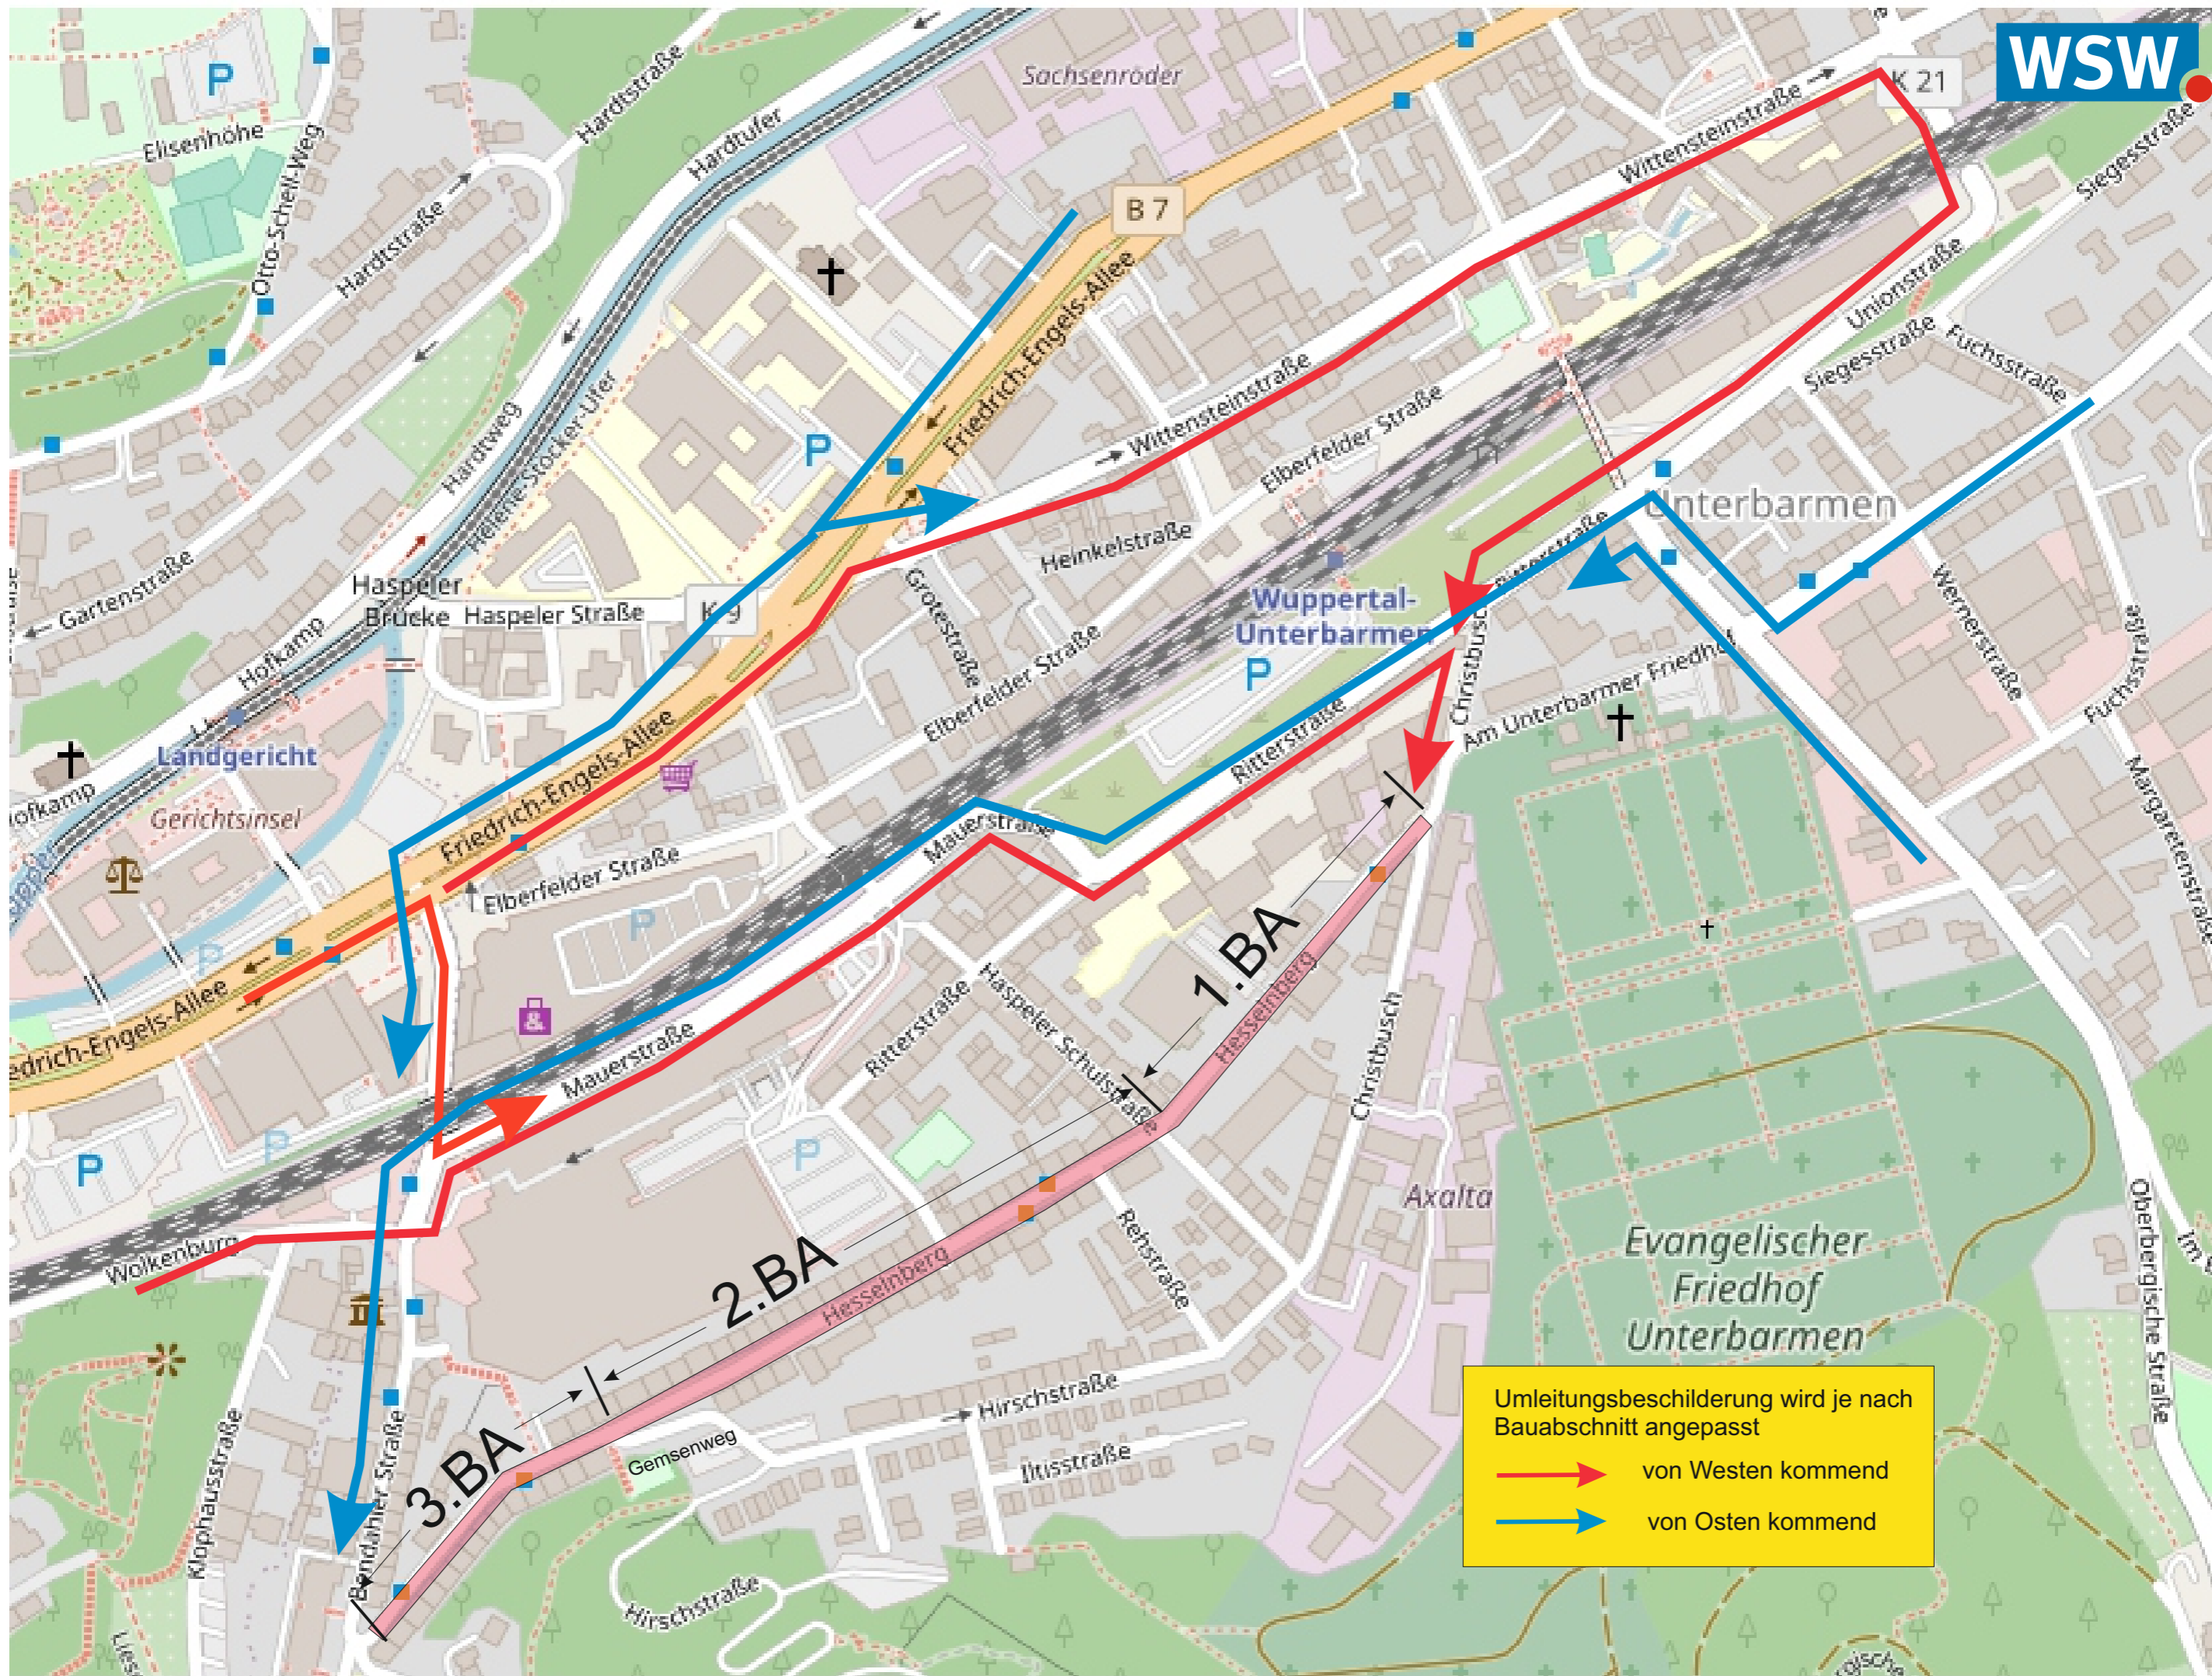 WSW
K 21
Sachsenröder
Hardtstraße
Hardtufer
Elisenhöhe
P
Otto-Schell-Weg
Hardtstraße
B 7
Wittensteinstraße
Siegesstraße
Unionstraße
Siegesstraße
Fuchsstraße
Friedrich-Engels-Allee
Hardtweg
Helene-Stöcker-Ufer
P
Wittensteinstraße
Elberfelder Straße
Unterbarmen
Heinkelstraße
Ritterstraße
Gartenstraße
Haspeler
Brücke
Haspeler Straße
K 9
Grotestraße
Wuppertal-
Unterbarmen
P
Christbusch
Wernerstraße
Fuchsstraße
Hofkamp
Elberfelder Straße
Am Unterbarmer Friedhof
Landgericht
Friedrich-Engels-Allee
Ritterstraße
Margaretenstraße
Hofkamp
Gerichtsinsel
Mauerstraße
Elberfelder Straße
P
P
1.BA
Hesselnberg
Friedrich-Engels-Allee
Ritterstraße
Haspeler Schulstraße
Mauerstraße
Christbusch
P
P
P
Axalta
Rehstraße
Wolkenburg
2.BA
Hesselnberg
Evangelischer
Friedhof
Unterbarmen
Oberbergische Straße
Im
Hirschstraße
Iltisstraße
Gemsenweg
3.BA
Klophausstraße
Bendahler Straße
Hirschstraße
Umleitungsbeschilderung wird je nach
Bauabschnitt angepasst
von Westen kommend
von Osten kommend